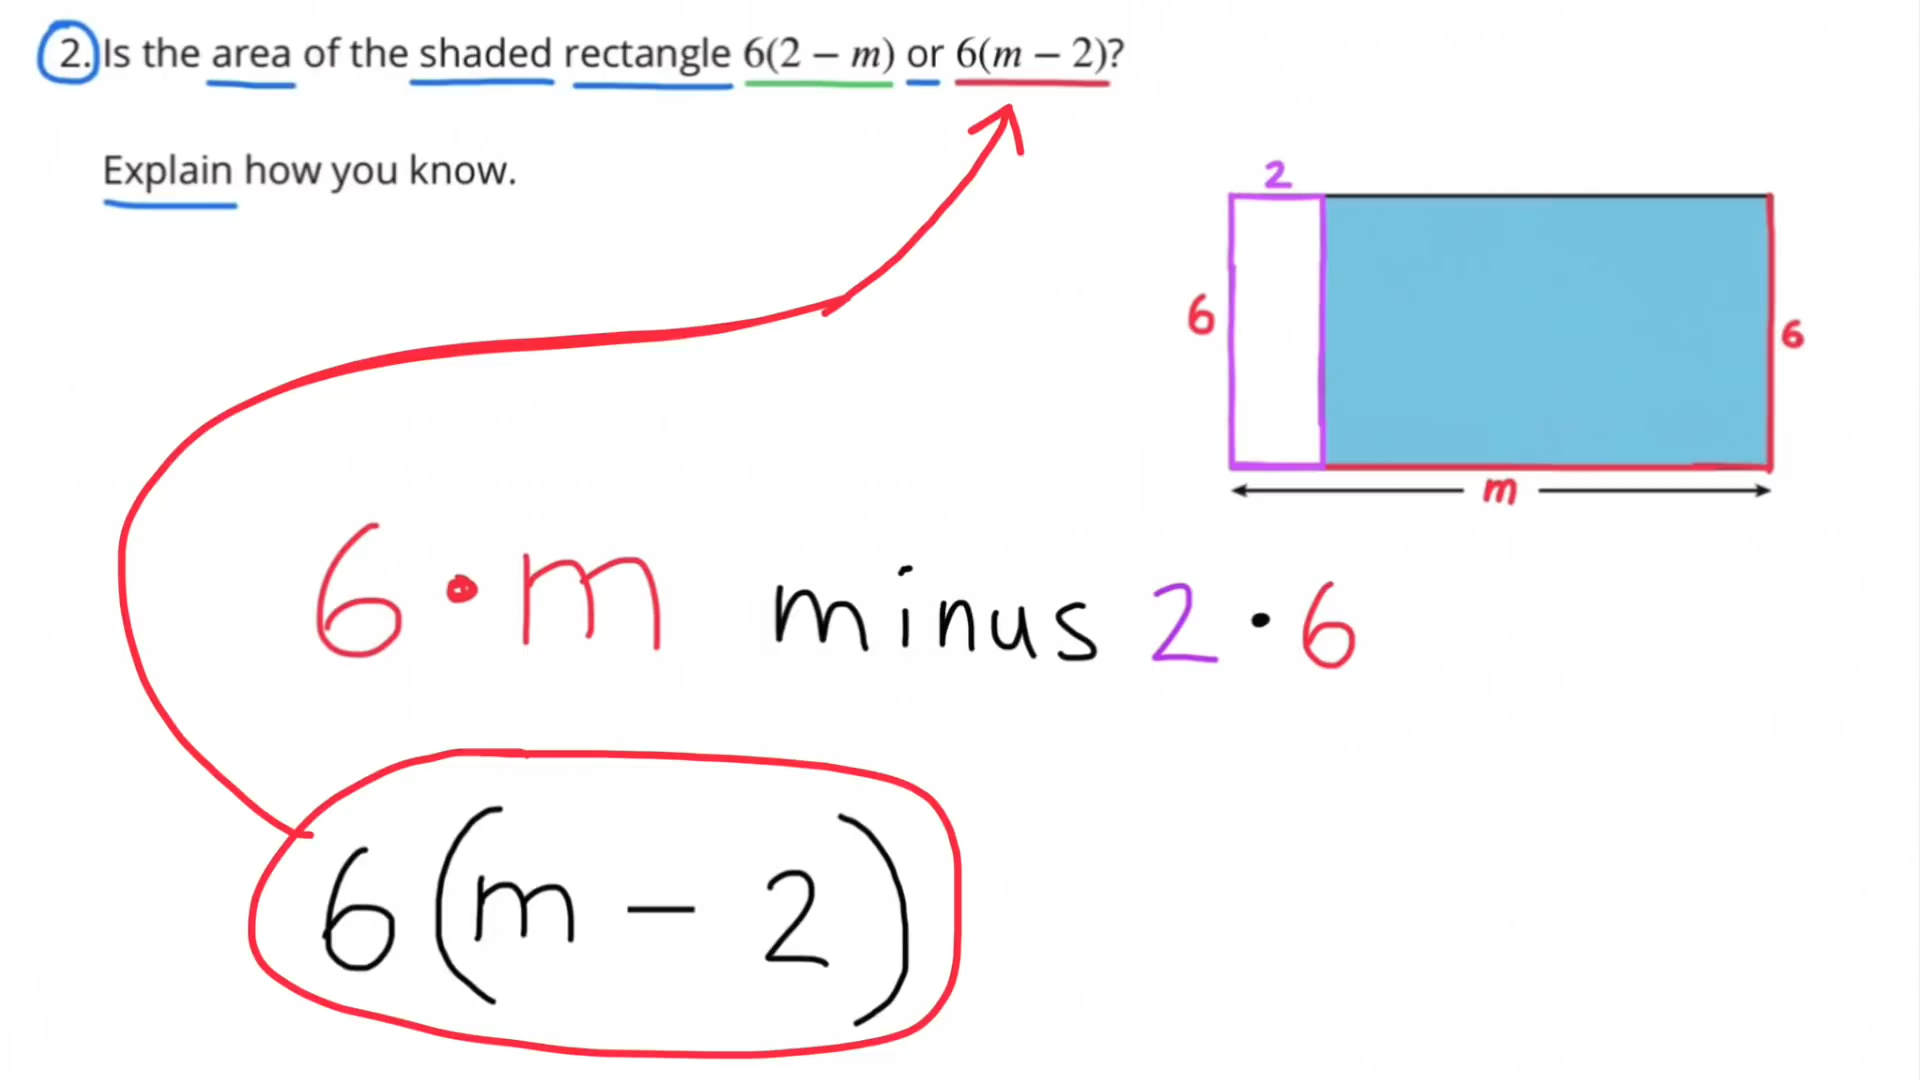 2. Is the area of the shaded rectangle 6(2 – m) or 6(m – 2)?
Explain how you know.
2
6
6
m
6 · m minus 2 · 6
6(m – 2)